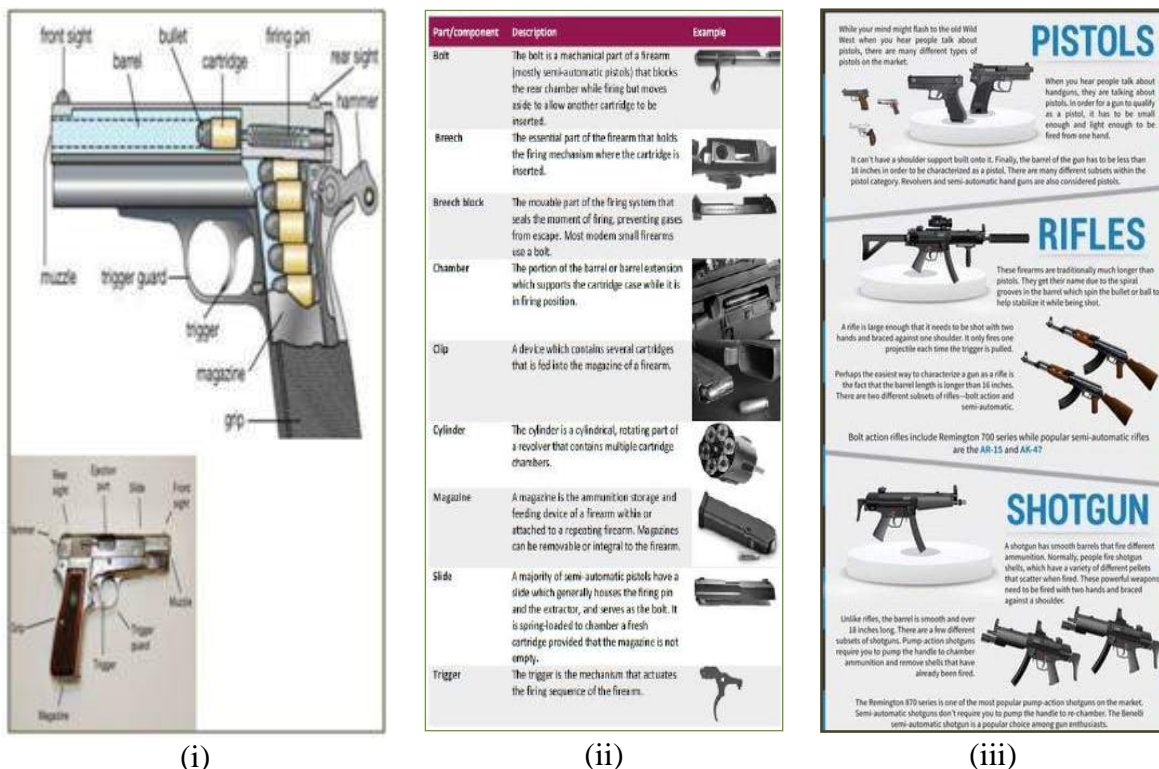 front sight
bullet
firing pin
barrel
cartridge
rear sight
hammer
muzzle
trigger guard
trigger
magazine
grip
Rear
sight
Ejection
port
Slide
Front
sight
Hammer
Muzzle
Grip
Trigger
guard
Trigger
Magazine
(i)
Part/component Description Example
Bolt The bolt is a mechanical part of a firearm
(mostly semi-automatic pistols) that blocks
the rear chamber while firing but moves
aside to allow another cartridge to be
inserted.
Breech The essential part of the firearm that holds
the firing mechanism where the cartridge is
inserted.
Breech block The movable part of the firing system that
seals the moment of firing, preventing gases
from escape. Most modern small firearms
use a bolt.
Chamber The portion of the barrel or barrel extension
which supports the cartridge case while it is
in firing position.
Clip A device which contains several cartridges
that is fed into the magazine of a firearm.
Cylinder The cylinder is a cylindrical, rotating part of
a revolver that contains multiple cartridge
chambers.
Magazine A magazine is the ammunition storage and
feeding device of a firearm within or
attached to a repeating firearm. Magazines
can be removable or integral to the firearm.
Slide A majority of semi-automatic pistols have a
slide which generally houses the firing pin
and the extractor, and serves as the bolt. It
is spring-loaded to chamber a fresh
cartridge provided that the magazine is not
empty.
Trigger The trigger is the mechanism that actuates
the firing sequence of the firearm.
(ii)
While your mind might flash to the old Wild
West when you hear people talk about
pistols, there are many different types of
pistols on the market.
PISTOLS
When you hear people talk about
handguns, they are talking about
pistols. In order for a gun to qualify
as a pistol, it has to be small
enough and light enough to be
fired from one hand.
It can't have a shoulder support built onto it. Finally, the barrel of the gun has to be less than
16 inches in order to be characterized as a pistol. There are many different subsets within the
pistol category. Revolvers and semi-automatic hand guns are also considered pistols.
RIFLES
These firearms are traditionally much longer than
pistols. They get their name due to the spiral
grooves in the barrel which spin the bullet or ball to
help stabilize it while being shot.
A rifle is large enough that it needs to be shot with two
hands and braced against one shoulder. It only fires one
projectile each time the trigger is pulled.
Perhaps the easiest way to characterize a gun as a rifle is
the fact that the barrel length is longer than 16 inches.
There are two different subsets of rifles—bolt action and
semi-automatic.
Bolt action rifles include Remington 700 series while popular semi-automatic rifles
are the AR-15 and AK-47
SHOTGUN
A shotgun has smooth barrels that fire different
ammunition. Normally, people fire shotgun
shells, which have a variety of different pellets
that scatter when fired. These powerful weapons
need to be fired with two hands and braced
against a shoulder.
Unlike rifles, the barrel is smooth and over
18 inches long. There are a few different
subsets of shotguns. Pump-action shotguns
require you to pump the handle to chamber
ammunition and remove shells that have
already been fired.
The Remington 870 series is one of the most popular pump-action shotguns on the market.
Semi-automatic shotguns don't require you to pump the handle to re-chamber. The Benelli
semi-automatic shotgun is a popular choice among gun enthusiasts.
(iii)